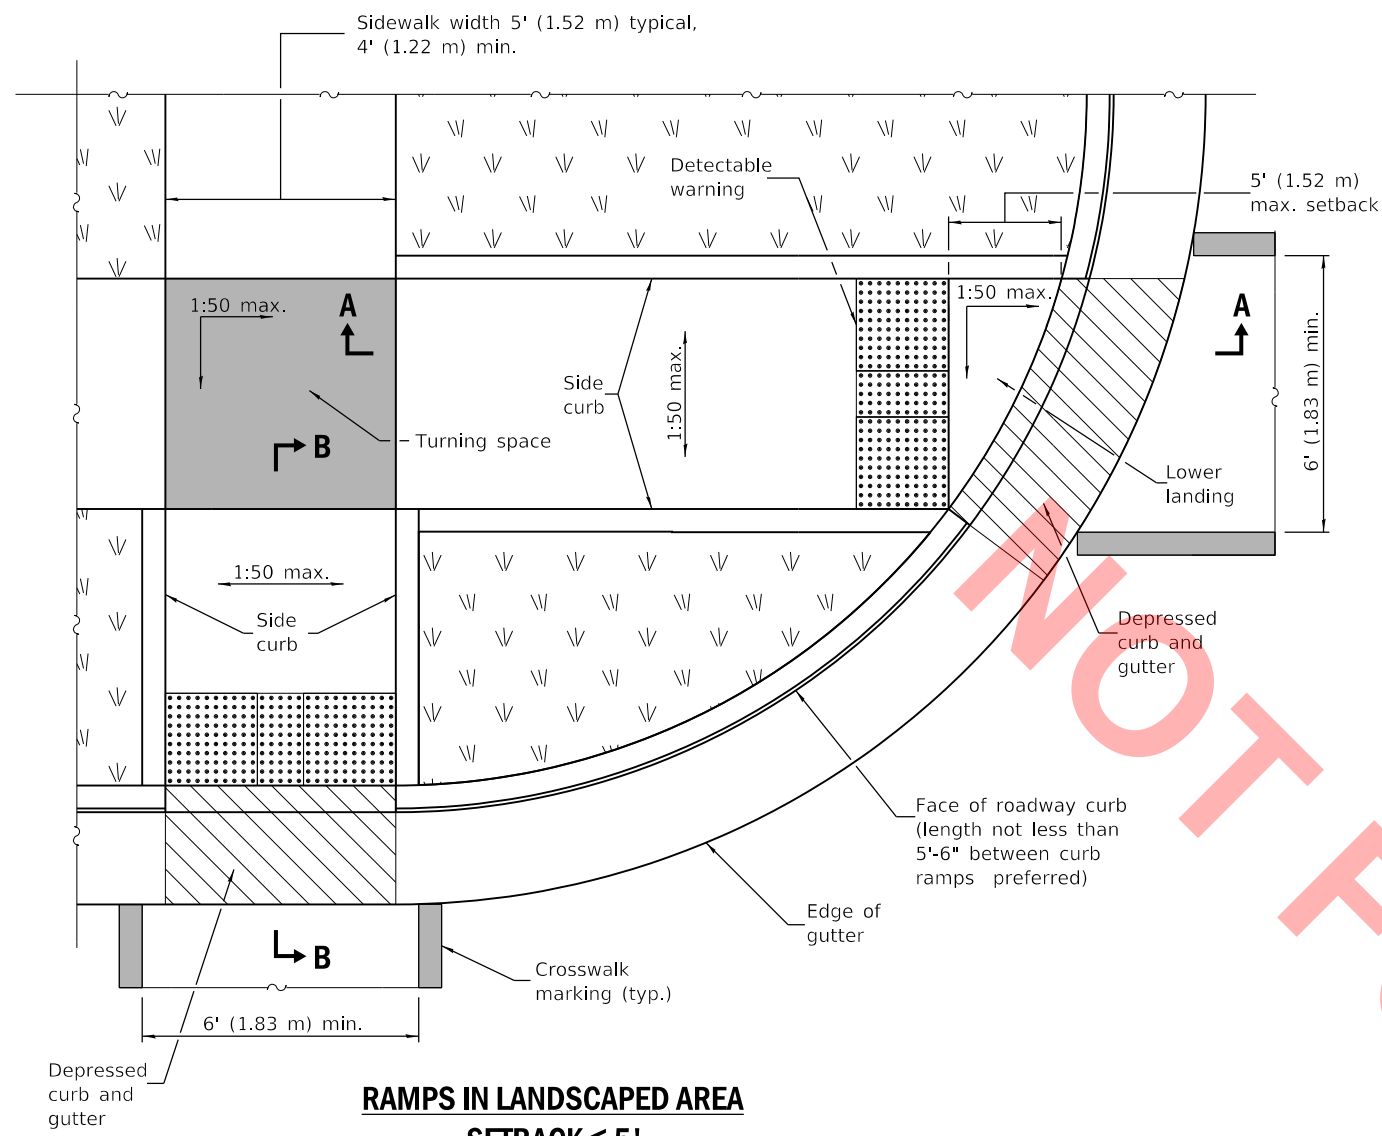 Sidewalk width 5' (1.52 m) typical,
4' (1.22 m) min.
Detectable
warning
5' (1.52 m)
max. setback
1:50 max.
A
1:50 max.
A
Side
curb
1:50 max.
6' (1.83 m) min.
B
Turning space
Lower
landing
1:50 max.
Side
curb
Depressed
curb and
gutter
Face of roadway curb
(length not less than
5'-6" between curb
ramps preferred)
Edge of
gutter
B
Crosswalk
marking (typ.)
6' (1.83 m) min.
Depressed
curb and
gutter
RAMPS IN LANDSCAPED AREA
SETBACK ≤ 5'
NOT